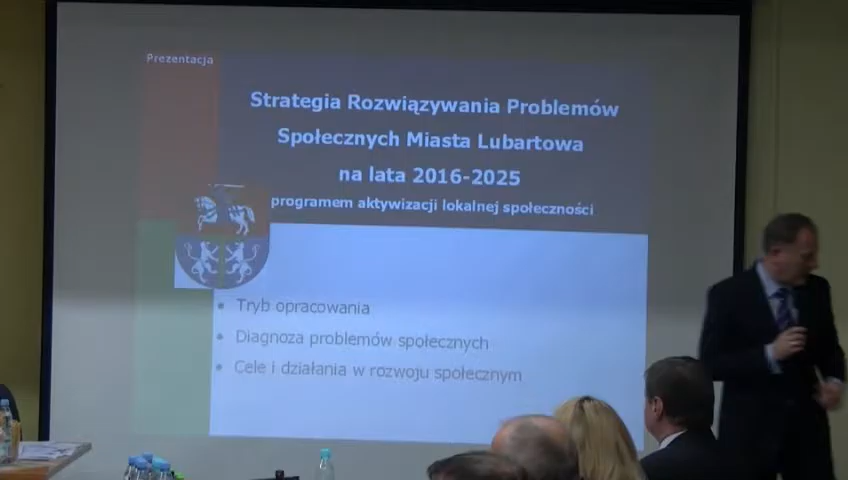 Prezentacja
Strategia Rozwiązywania Problemów
Społecznych Miasta Lubartowa
na lata 2016-2025
programem aktywizacji lokalnej społeczności
Tryb opracowania
Diagnoza problemów społecznych
Cele i działania w rozwoju społecznym